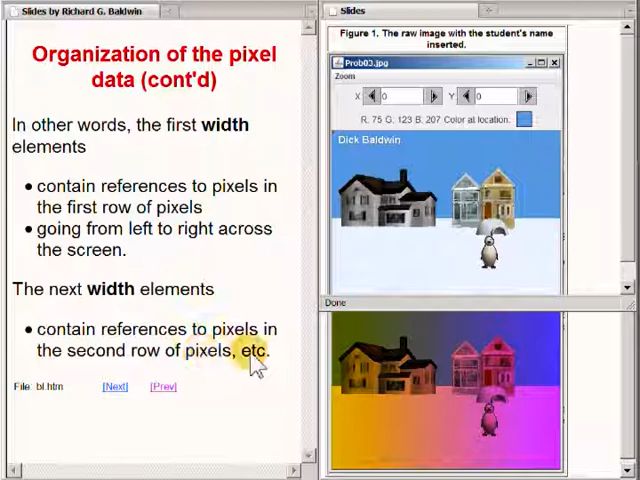 Slides by Richard G. Baldwin
Organization of the pixel
data (cont'd)
In other words, the first width
elements
• contain references to pixels in
the first row of pixels
• going from left to right across
the screen.
The next width elements
• contain references to pixels in
the second row of pixels, etc.
File: bl.htm [Next] [Prev]
Slides
Figure 1. The raw image with the student's name
inserted.
Prob03.jpg
Zoom
X: 0 Y: 0
R: 75 G: 123 B: 207 Color at location:
Dick Baldwin
Done